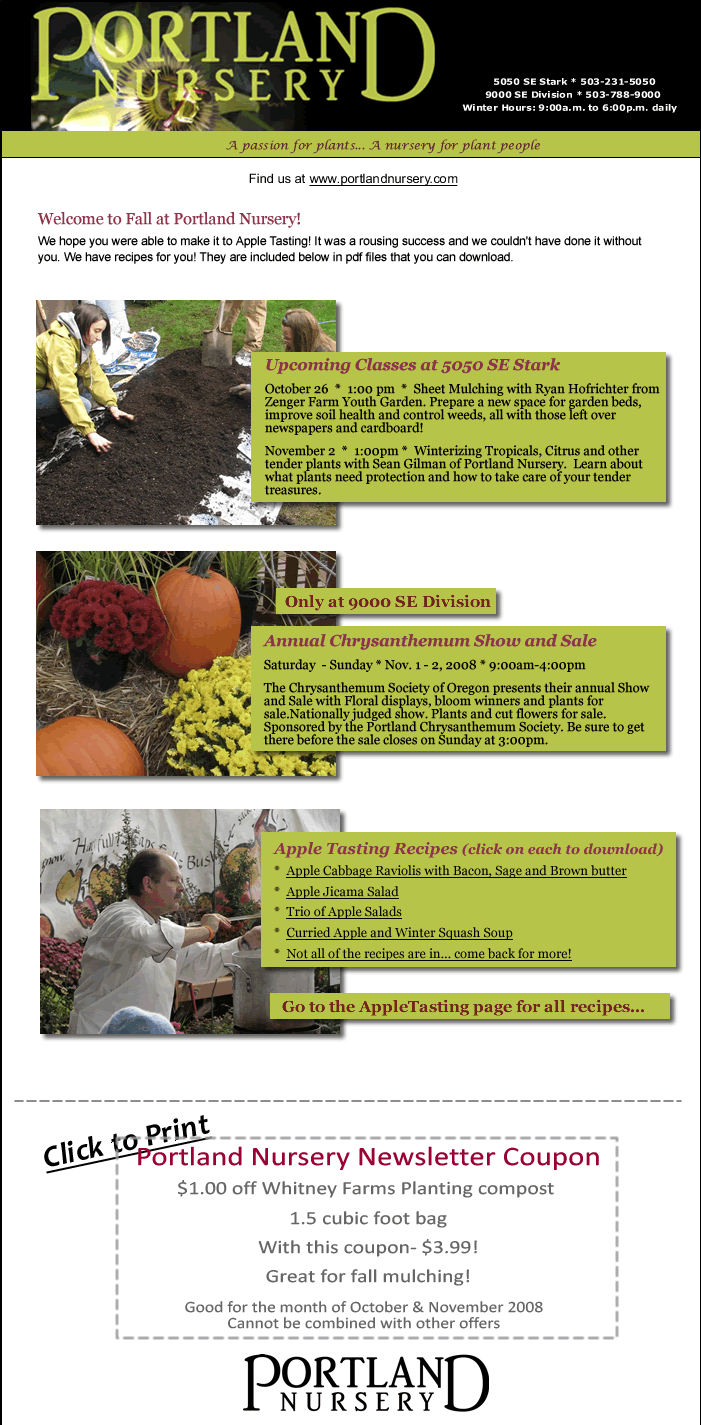 PORTLAND
NURSERY
5050 SE Stark * 503-231-5050
9000 SE Division * 503-788-9000
Winter Hours: 9:00a.m. to 6:00p.m. daily
A passion for plants... A nursery for plant people
Find us at www.portlandnursery.com
Welcome to Fall at Portland Nursery!
We hope you were able to make it to Apple Tasting! It was a rousing success and we couldn't have done it without
you. We have recipes for you! They are included below in pdf files that you can download.
Upcoming Classes at 5050 SE Stark
October 26 * 1:00 pm * Sheet Mulching with Ryan Hofrichter from
Zenger Farm Youth Garden. Prepare a new space for garden beds,
improve soil health and control weeds, all with those left over
newspapers and cardboard!
November 2 * 1:00pm * Winterizing Tropicals, Citrus and other
tender plants with Sean Gilman of Portland Nursery. Learn about
what plants need protection and how to take care of your tender
treasures.
Only at 9000 SE Division
Annual Chrysanthemum Show and Sale
Saturday - Sunday * Nov. 1 - 2, 2008 * 9:00am-4:00pm
The Chrysanthemum Society of Oregon presents their annual Show
and Sale with Floral displays, bloom winners and plants for
sale.Nationally judged show. Plants and cut flowers for sale.
Sponsored by the Portland Chrysanthemum Society. Be sure to get
there before the sale closes on Sunday at 3:00pm.
Apple Tasting Recipes (click on each to download)
* Apple Cabbage Raviolis with Bacon, Sage and Brown butter
* Apple Jicama Salad
* Trio of Apple Salads
* Curried Apple and Winter Squash Soup
* Not all of the recipes are in... come back for more!
Go to the AppleTasting page for all recipes...
Click to Print
Portland Nursery Newsletter Coupon
$1.00 off Whitney Farms Planting compost
1.5 cubic foot bag
With this coupon- $3.99!
Great for fall mulching!
Good for the month of October & November 2008
Cannot be combined with other offers
PORTLAND
NURSERY